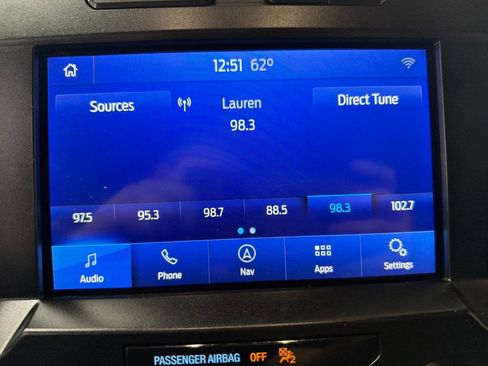 12:51 62°
Sources
Lauren
Direct Tune
98.3
97.5 95.3 98.7 88.5 98.3 102.7
Audio Phone Nav Apps Settings
PASSENGER AIRBAG OFF 2